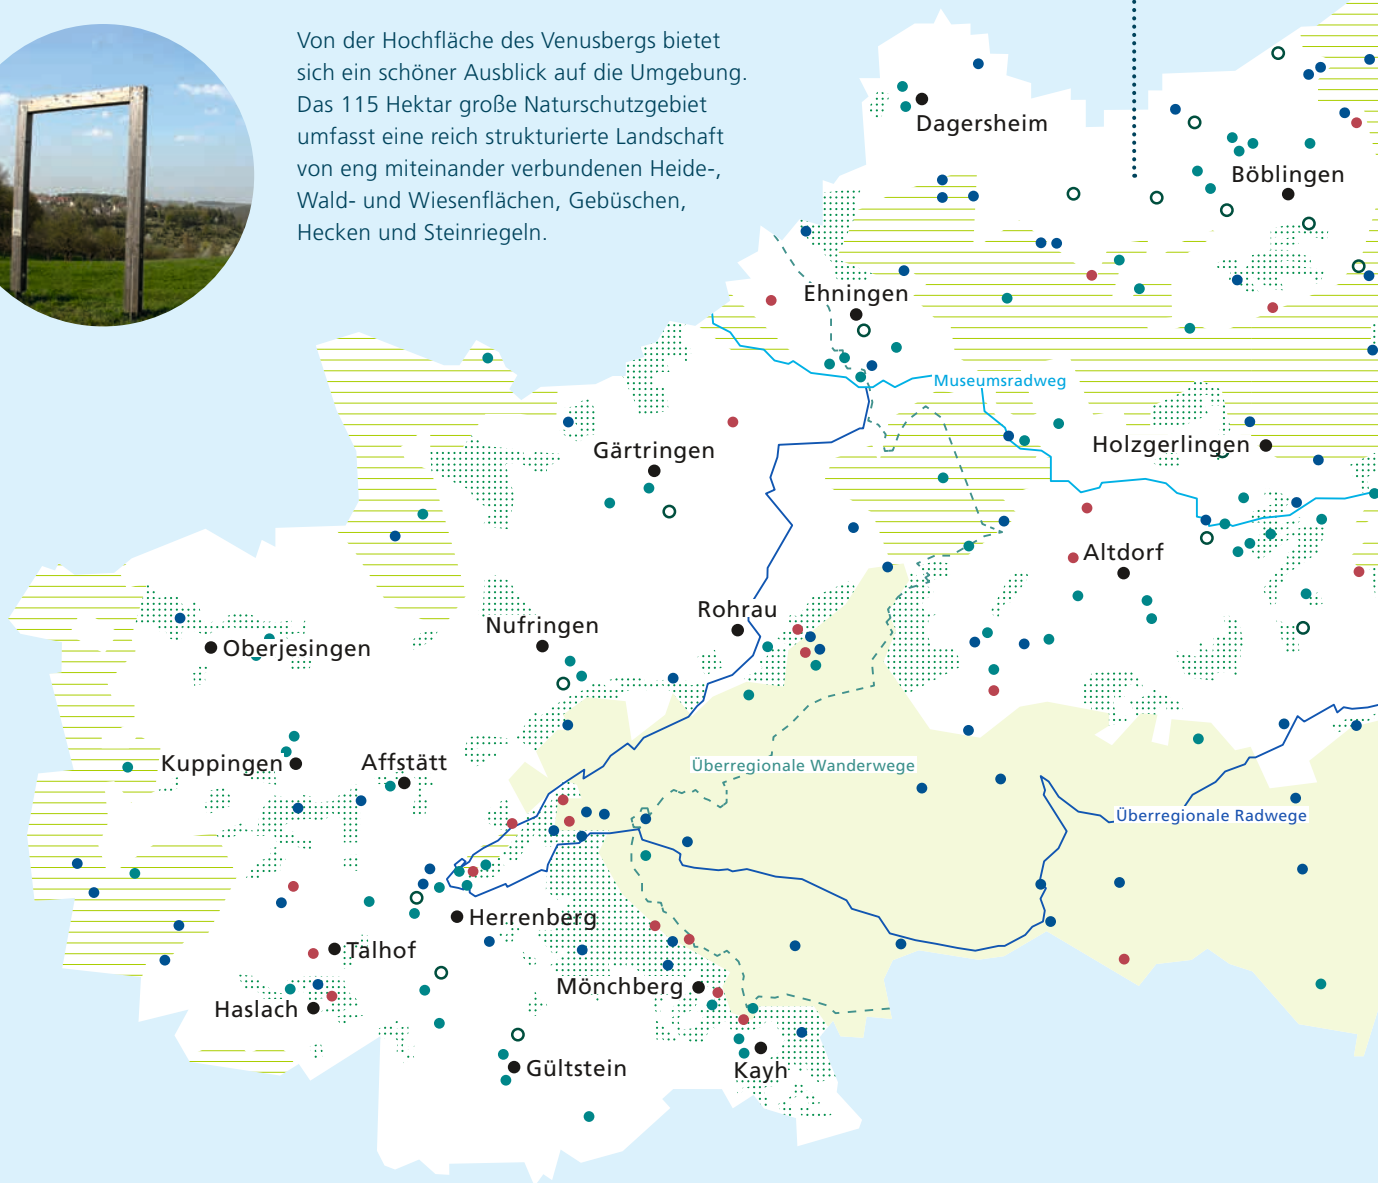 Von der Hochfläche des Venusbergs bietet
sich ein schöner Ausblick auf die Umgebung.
Das 115 Hektar große Naturschutzgebiet
umfasst eine reich strukturierte Landschaft
von eng miteinander verbundenen Heide-,
Wald- und Wiesenflächen, Gebüschen,
Hecken und Steinriegeln.
Dagersheim
Böblingen
Ehningen
Museumsradweg
Holzgerlingen
Gärtringen
Altdorf
Rohrau
Nufringen
Oberjesingen
Kuppingen
Affstätt
Überregionale Wanderwege
Überregionale Radwege
Herrenberg
Talhof
Mönchberg
Haslach
Gültstein
Kayh